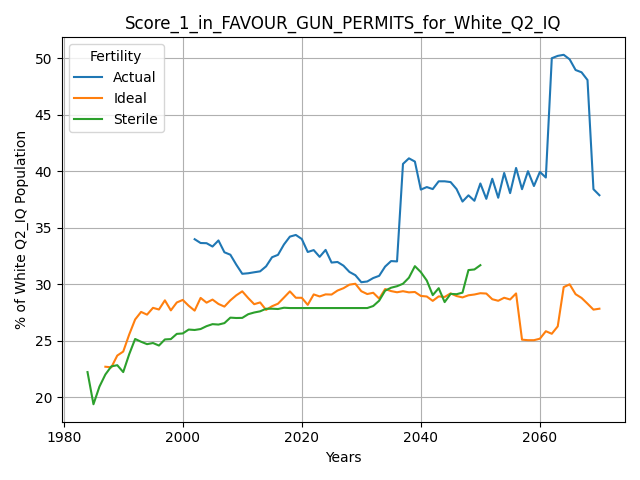 Score_1_in_FAVOUR_GUN_PERMITS_for_White_Q2_IQ
Fertility
Actual
Ideal
Sterile
% of White Q2_IQ Population
50
45
40
35
30
25
20
1980 2000 2020 2040 2060
Years